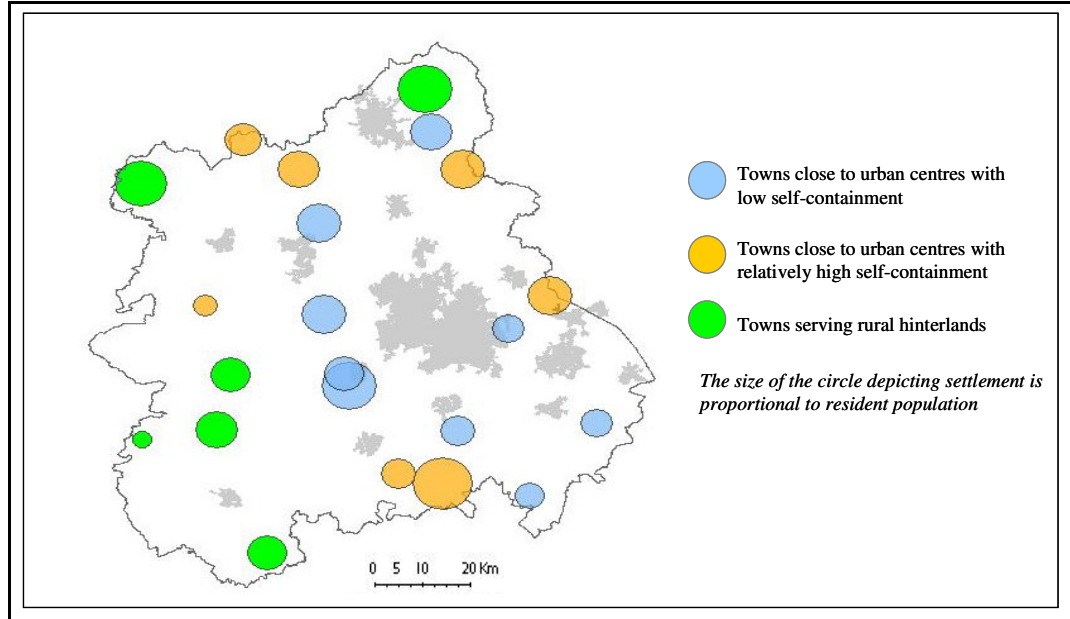 Towns close to urban centres with
low self-containment
Towns close to urban centres with
relatively high self-containment
Towns serving rural hinterlands
The size of the circle depicting settlement is
proportional to resident population
0 5 10 20 Km